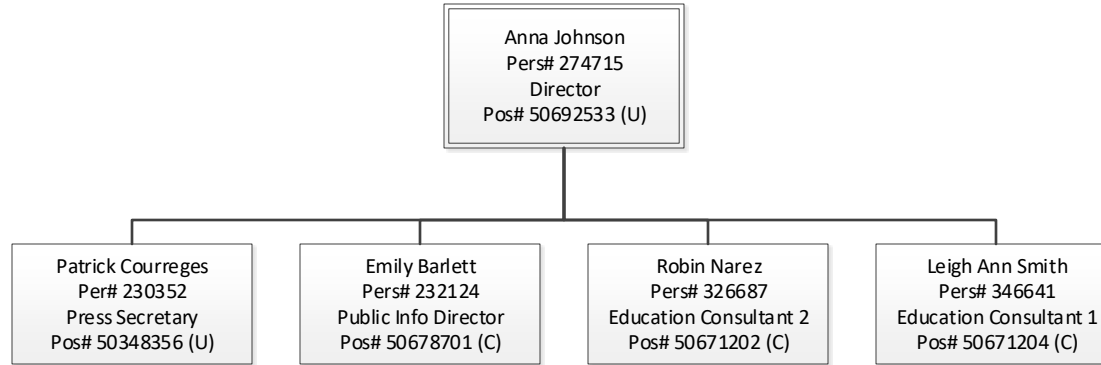 Anna Johnson
Pers# 274715
Director
Pos# 50692533 (U)
Patrick Courreges
Per# 230352
Press Secretary
Pos# 50348356 (U)
Emily Barlett
Pers# 232124
Public Info Director
Pos# 50678701 (C)
Robin Narez
Pers# 326687
Education Consultant 2
Pos# 50671202 (C)
Leigh Ann Smith
Pers# 346641
Education Consultant 1
Pos# 50671204 (C)